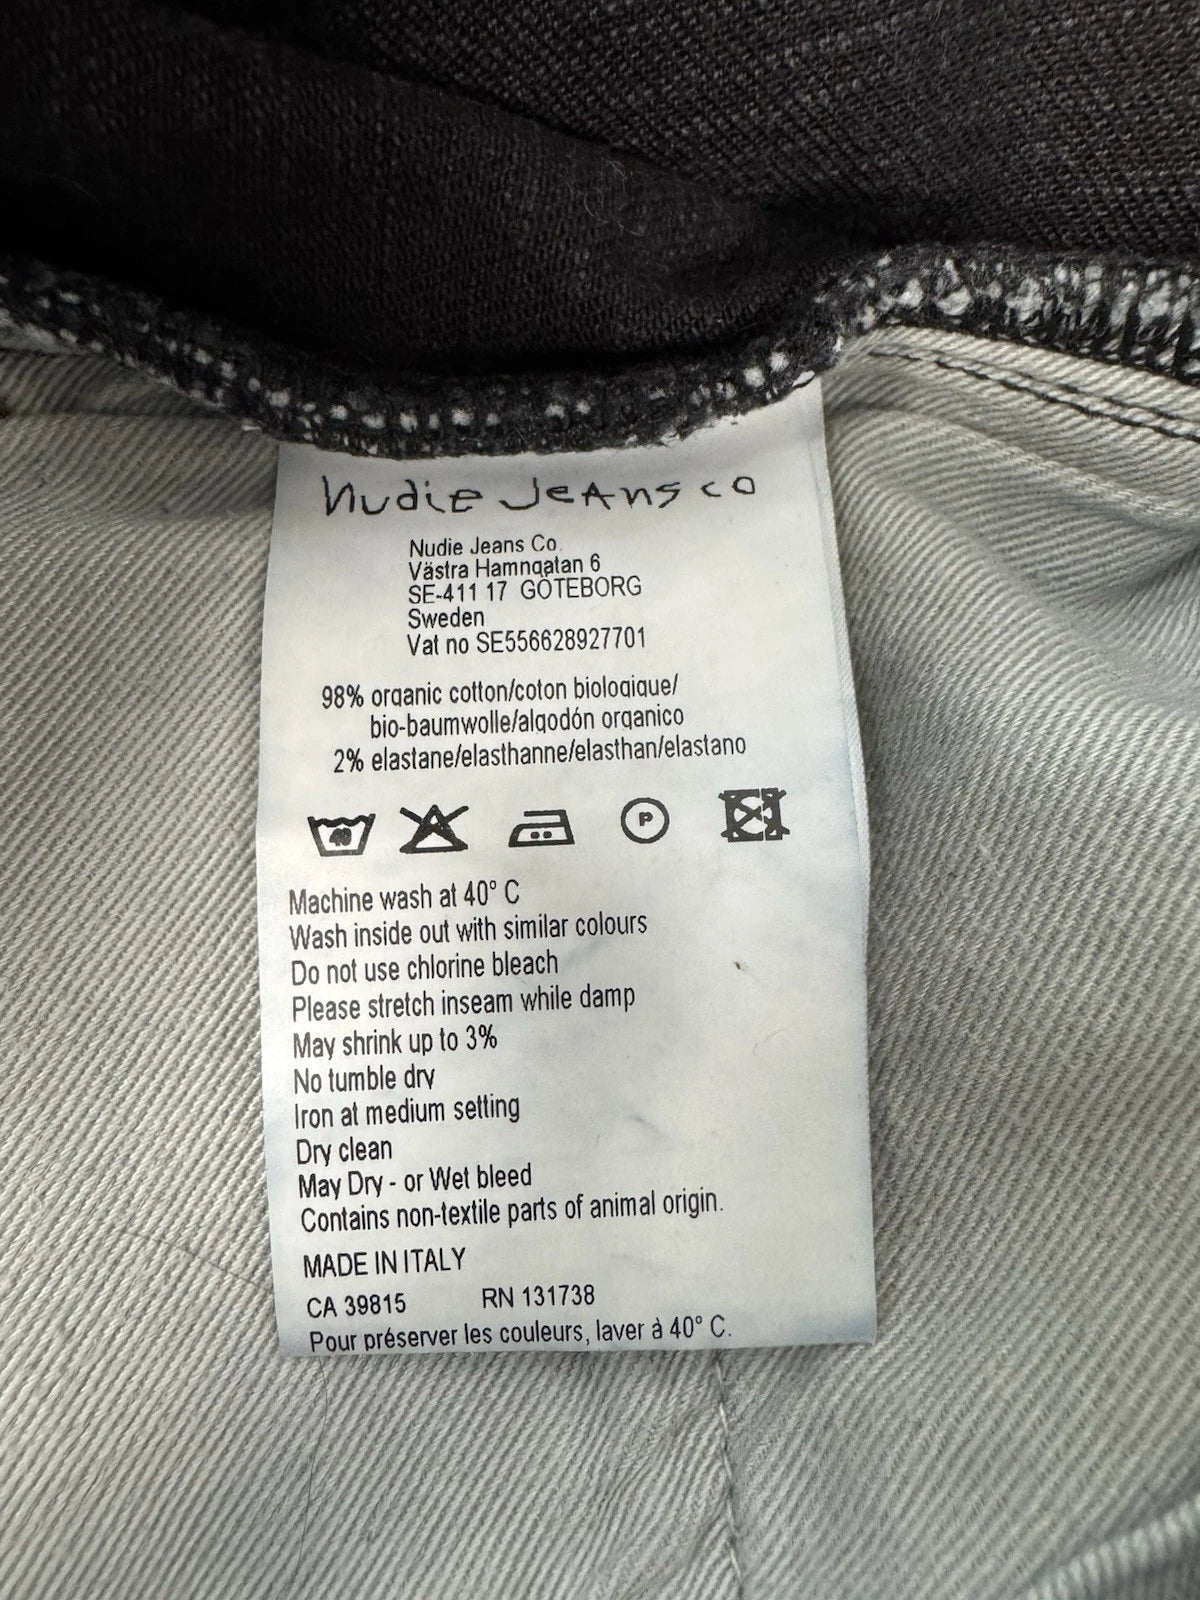 Nudie Jeans co
Nudie Jeans Co.
Västra Hamngatan 6
SE-411 17 GÖTEBORG
Sweden
Vat no SE556628927701
98% organic cotton/coton biologique/
bio-baumwolle/algodón organico
2% elastane/elasthanne/elasthan/elastano
40 P
Machine wash at 40° C
Wash inside out with similar colours
Do not use chlorine bleach
Please stretch inseam while damp
May shrink up to 3%
No tumble dry
Iron at medium setting
Dry clean
May Dry - or Wet bleed
Contains non-textile parts of animal origin.
MADE IN ITALY
CA 39815 RN 131738
Pour préserver les couleurs, laver à 40° C.